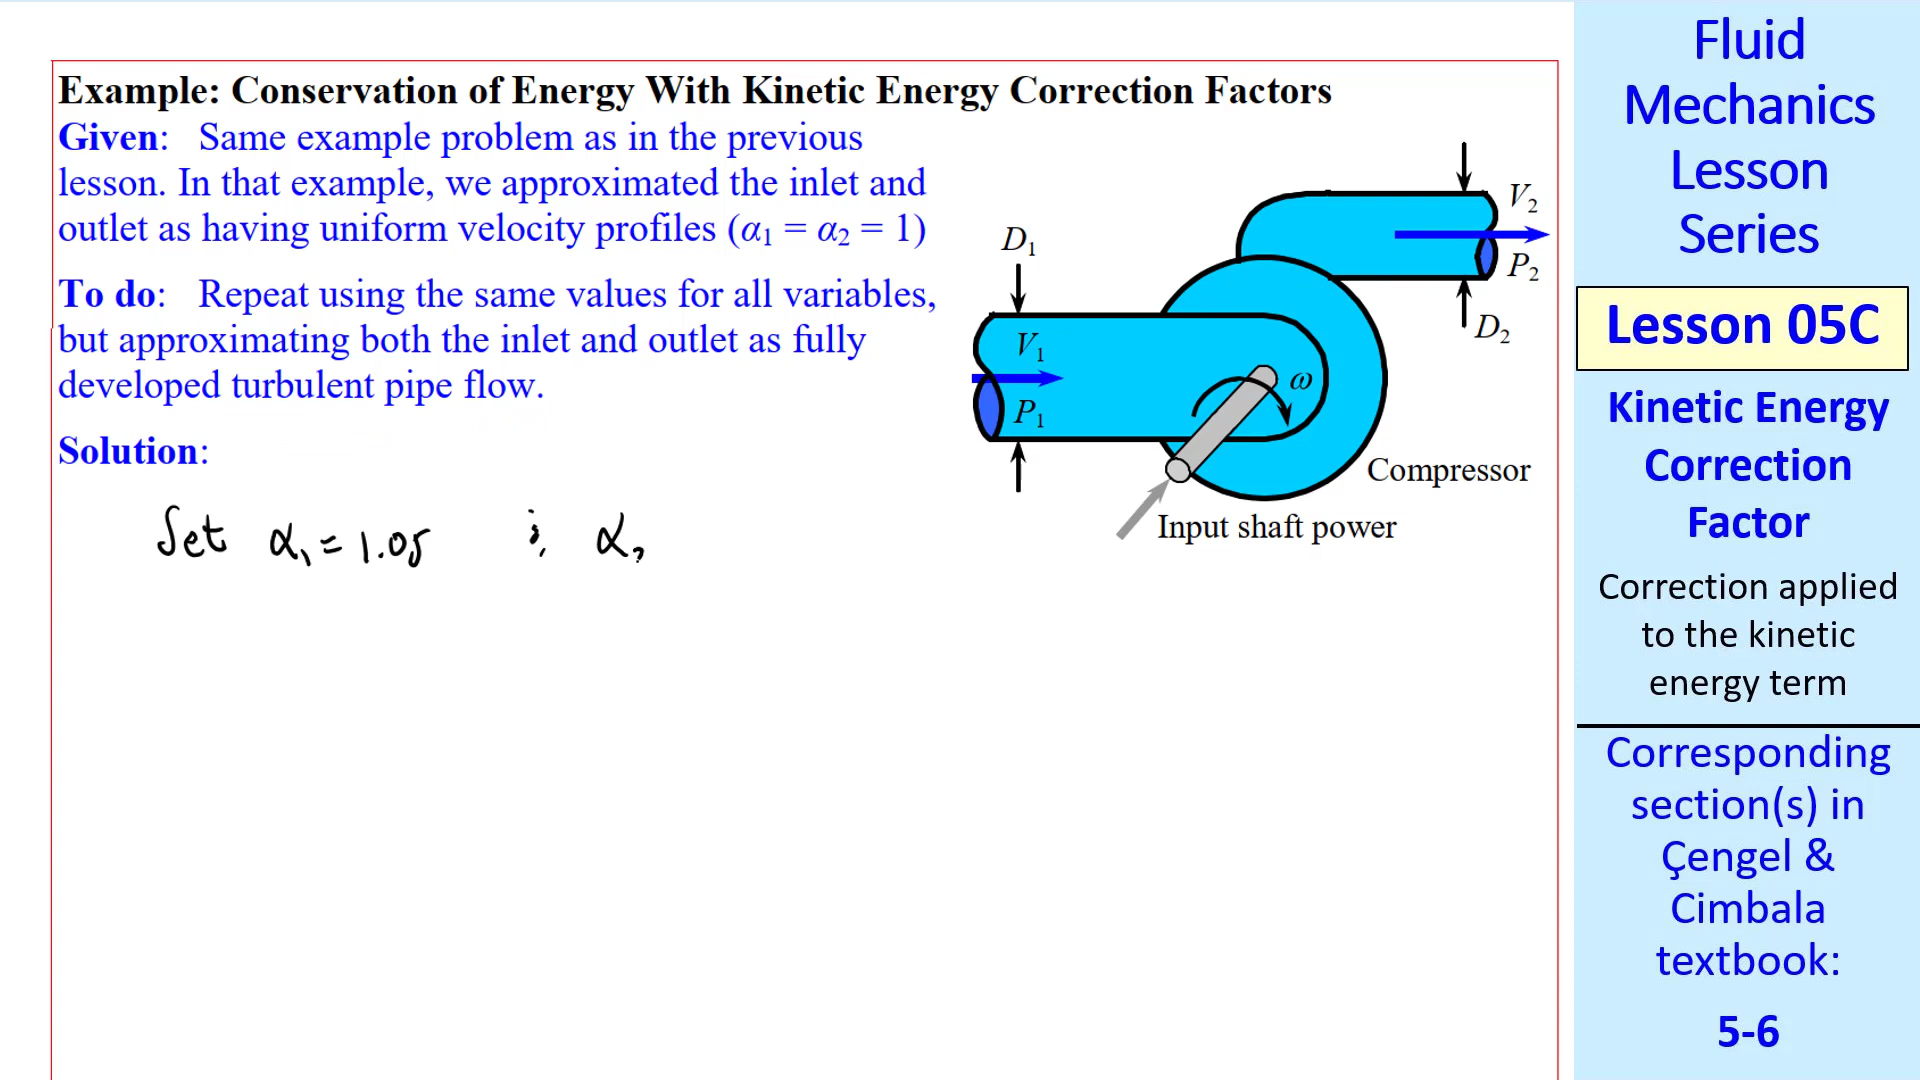 Example: Conservation of Energy With Kinetic Energy Correction Factors
Given: Same example problem as in the previous
lesson. In that example, we approximated the inlet and
outlet as having uniform velocity profiles (α1 = α2 = 1)
To do: Repeat using the same values for all variables,
but approximating both the inlet and outlet as fully
developed turbulent pipe flow.
Solution:
Set α1 = 1.05 ; α2
D1
V1
P1
ω
V2
P2
D2
Compressor
Input shaft power
Fluid
Mechanics
Lesson
Series
Lesson 05C
Kinetic Energy
Correction
Factor
Correction applied
to the kinetic
energy term
Corresponding
section(s) in
Çengel &
Cimbala
textbook:
5-6